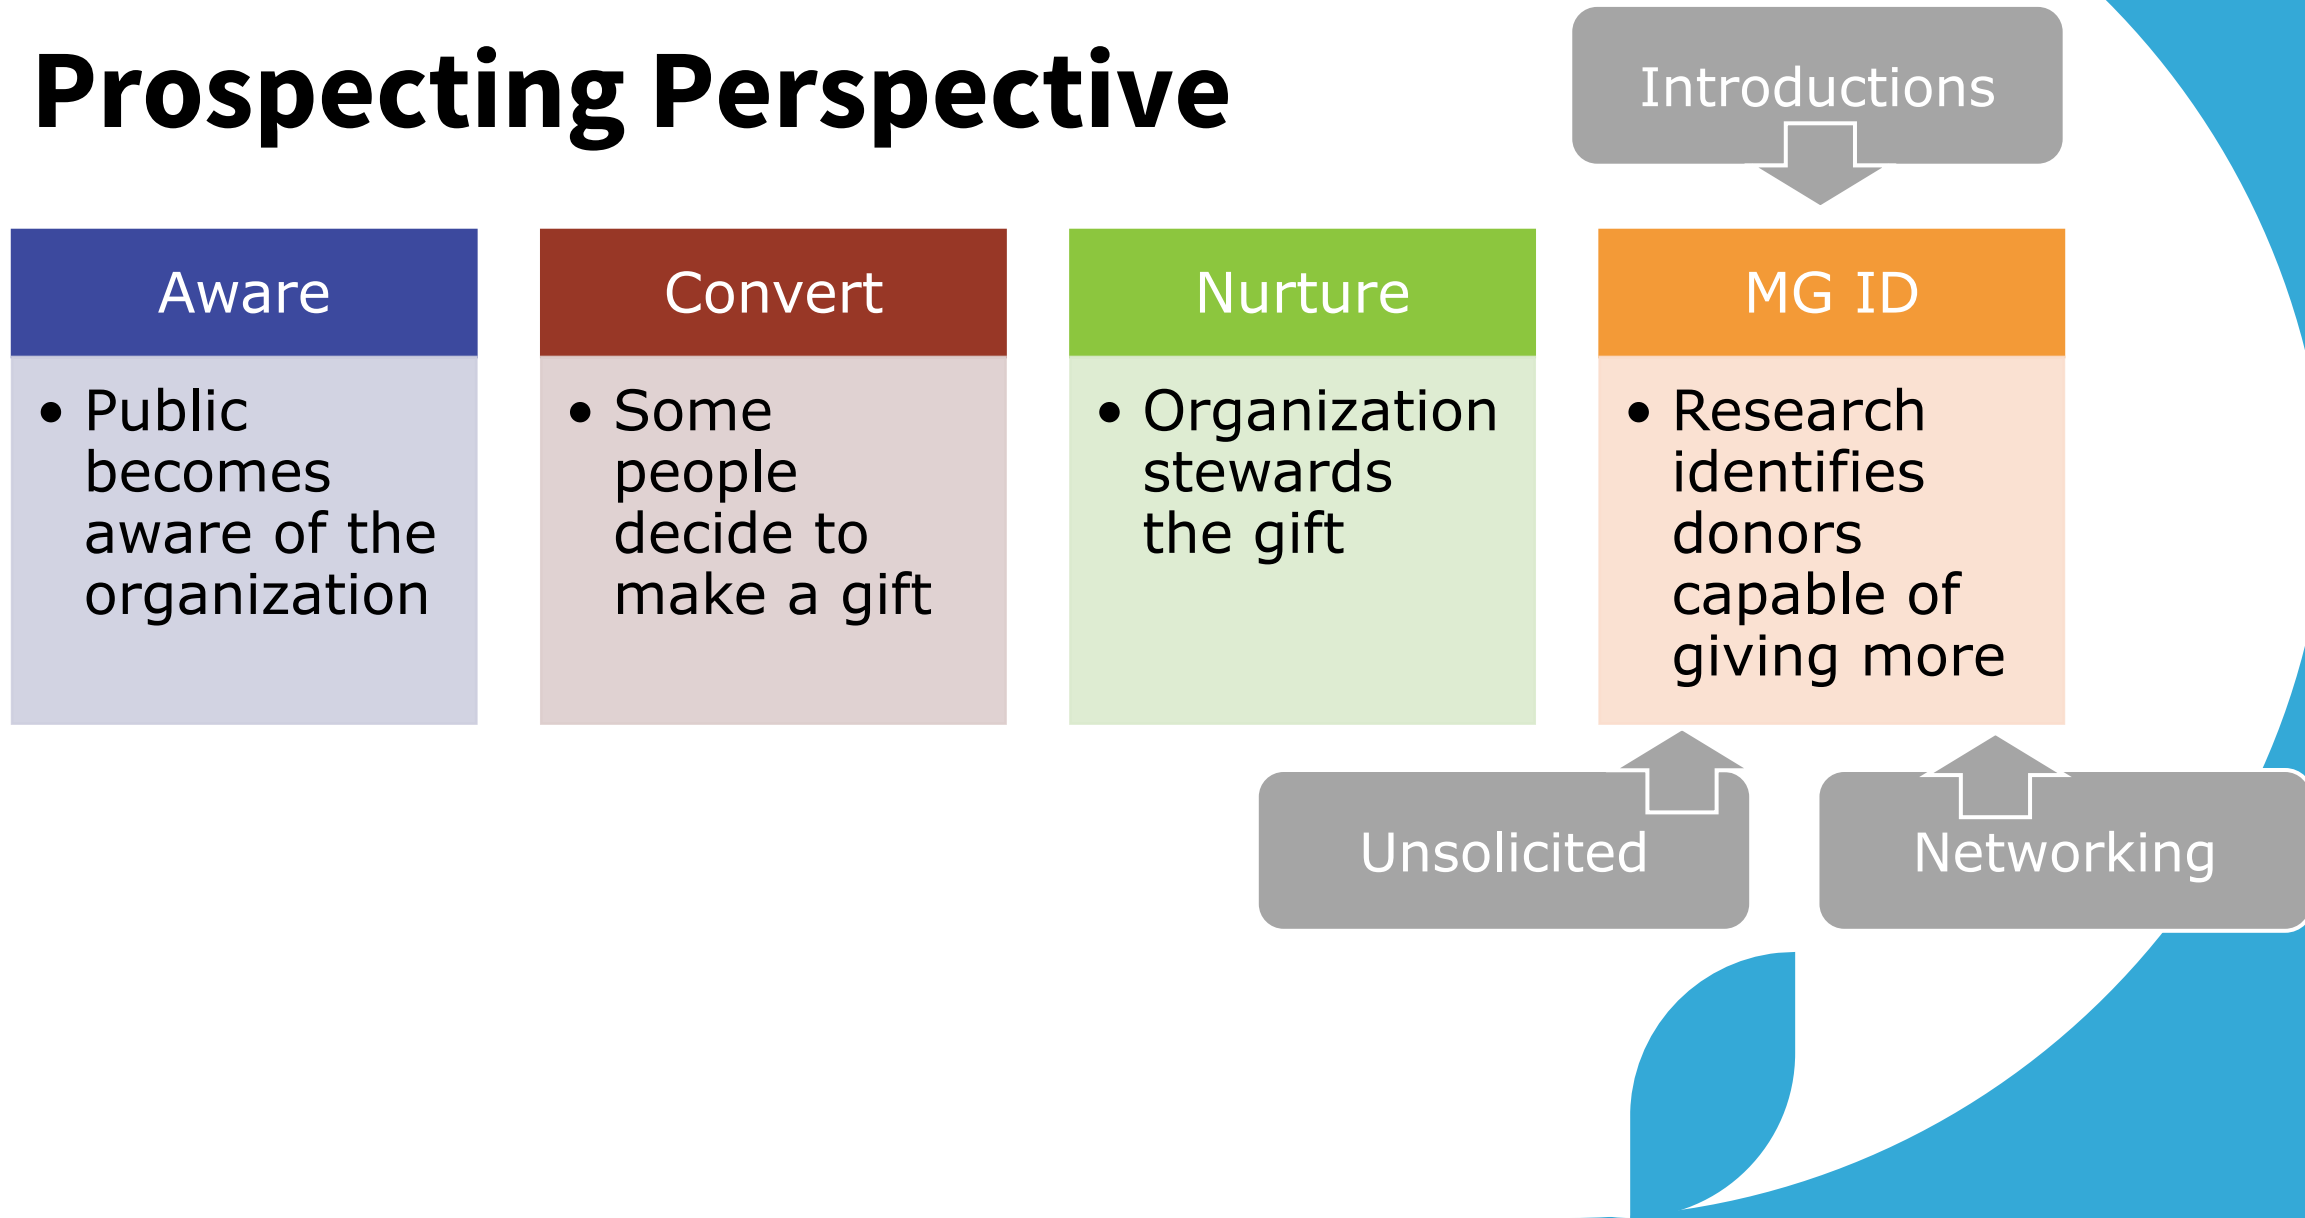 Prospecting Perspective
Introductions
Aware
• Public
becomes
aware of the
organization
Convert
• Some
people
decide to
make a gift
Nurture
• Organization
stewards
the gift
MG ID
• Research
identifies
donors
capable of
giving more
Unsolicited
Networking